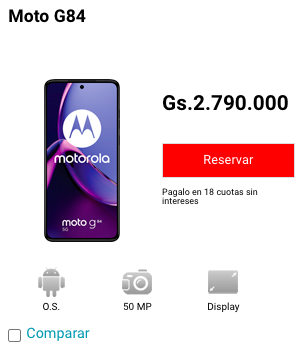 Moto G84
Gs.2.790.000
motorola
Reservar
Pagalo en 18 cuotas sin
intereses
moto g84
5G
O.S.
50 MP
Display
Comparar